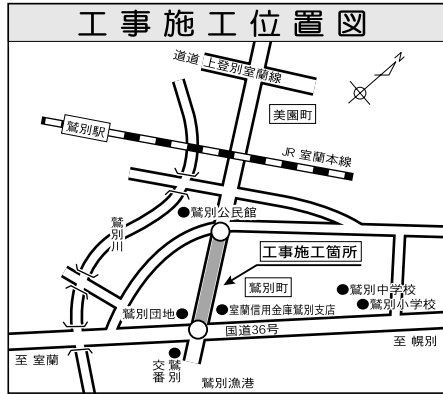 工事施工位置図
道道 上登別室蘭線
N
美園町
鷲別駅
JR 室蘭本線
鷲別公民館
鷲別川
工事施工箇所
鷲別町
鷲別中学校
鷲別小学校
鷲別団地
室蘭信用金庫鷲別支店
国道36号
至 室蘭
至 幌別
鷲別交番
鷲別漁港